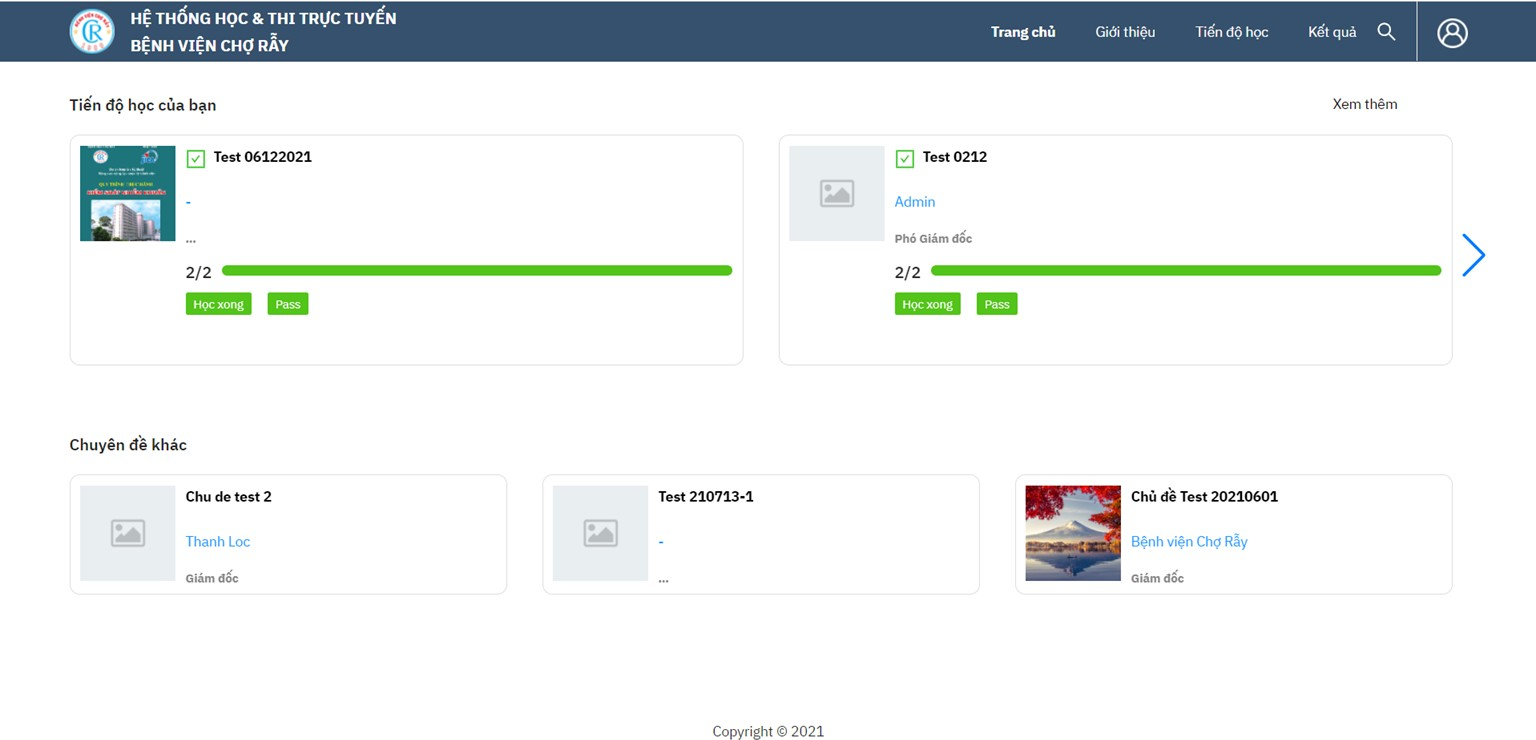 HỆ THỐNG HỌC & THI TRỰC TUYẾN
BỆNH VIỆN CHỢ RẪY
Trang chủ
Giới thiệu
Tiến độ học
Kết quả
Tiến độ học của bạn
Xem thêm
Test 06122021
-
...
2/2
Học xong
Pass
Test 0212
Admin
Phó Giám đốc
2/2
Học xong
Pass
Chuyên đề khác
Chu de test 2
Thanh Loc
Giám đốc
Test 210713-1
-
...
Chủ đề Test 20210601
Bệnh viện Chợ Rẫy
Giám đốc
Copyright © 2021